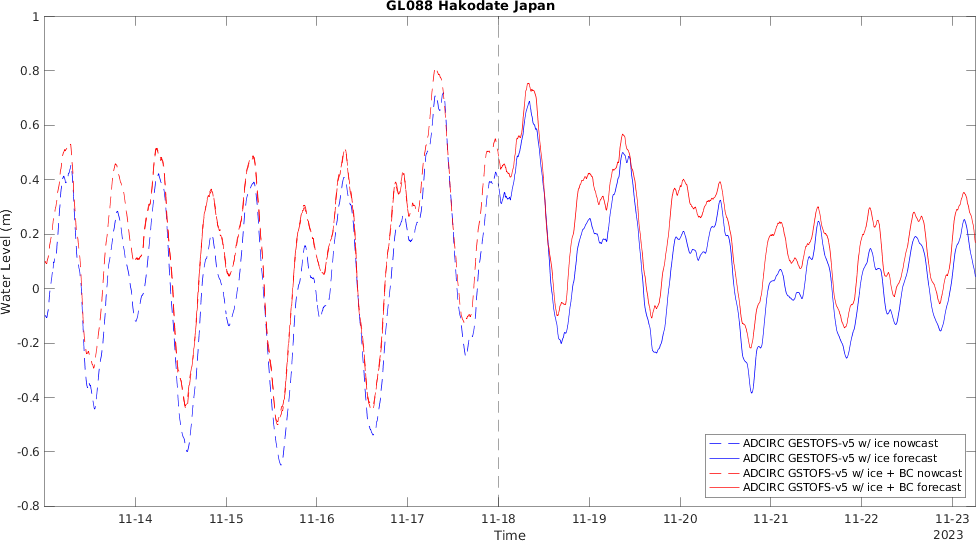 GL088 Hakodate Japan
1
0.8
0.6
0.4
0.2
0
-0.2
-0.4
-0.6
-0.8
Water Level (m)
ADCIRC GESTOFS-v5 w/ ice nowcast
ADCIRC GESTOFS-v5 w/ ice forecast
ADCIRC GSTOFS-v5 w/ ice + BC nowcast
ADCIRC GSTOFS-v5 w/ ice + BC forecast
11-14 11-15 11-16 11-17 11-18 11-19 11-20 11-21 11-22 11-23
Time
2023